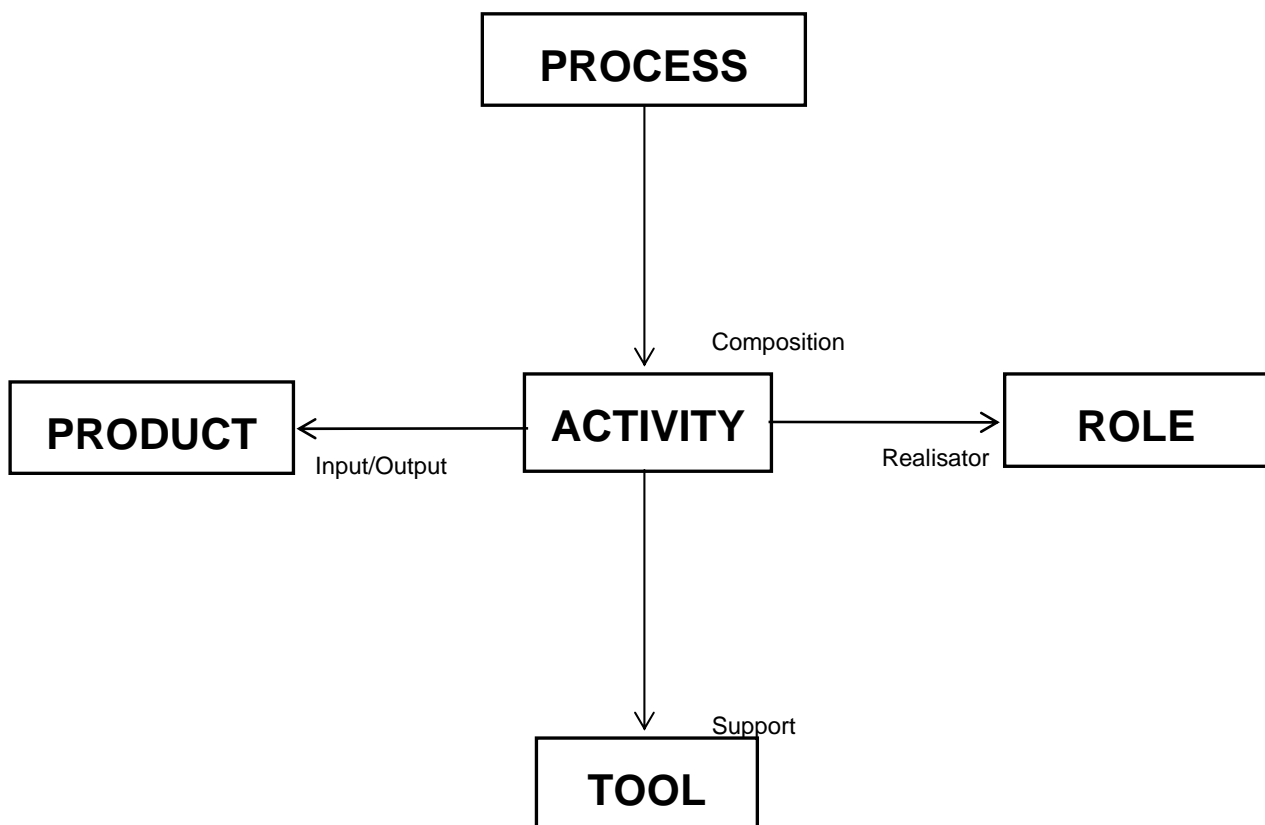 PROCESS
Composition
PRODUCT
ACTIVITY
ROLE
Input/Output
Realisator
Support
TOOL